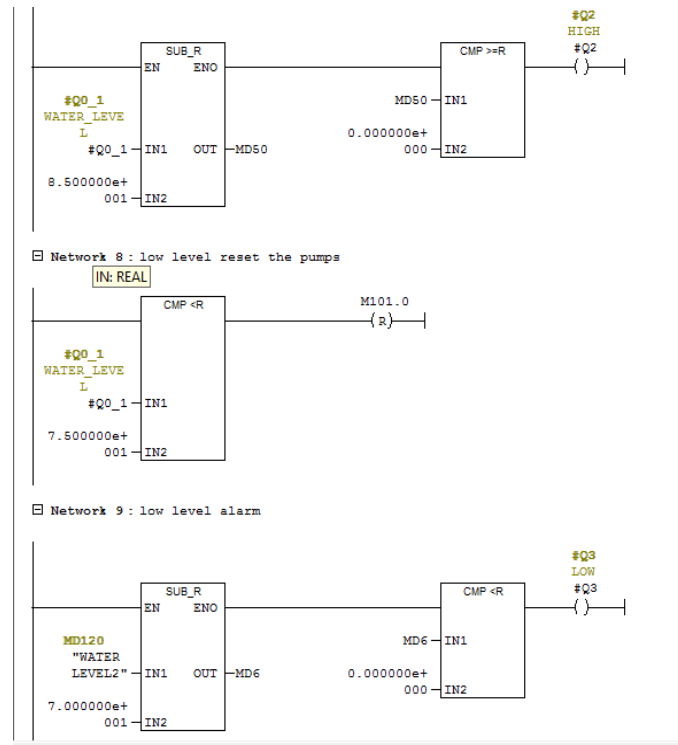 #Q2
HIGH
#Q2
( )
SUB_R
EN ENO
CMP >=R
#Q0_1
WATER_LEVE
L
#Q0_1 IN1 OUT MD50
8.500000e+
001 IN2
MD50 IN1
0.000000e+
000 IN2
Network 8 : low level reset the pumps
IN: REAL
CMP <R
M101.0
(R)
#Q0_1
WATER_LEVE
L
#Q0_1 IN1
7.500000e+
001 IN2
Network 9 : low level alarm
#Q3
LOW
#Q3
( )
SUB_R
EN ENO
CMP <R
MD120
"WATER
LEVEL2" IN1 OUT MD6
7.000000e+
001 IN2
MD6 IN1
0.000000e+
000 IN2